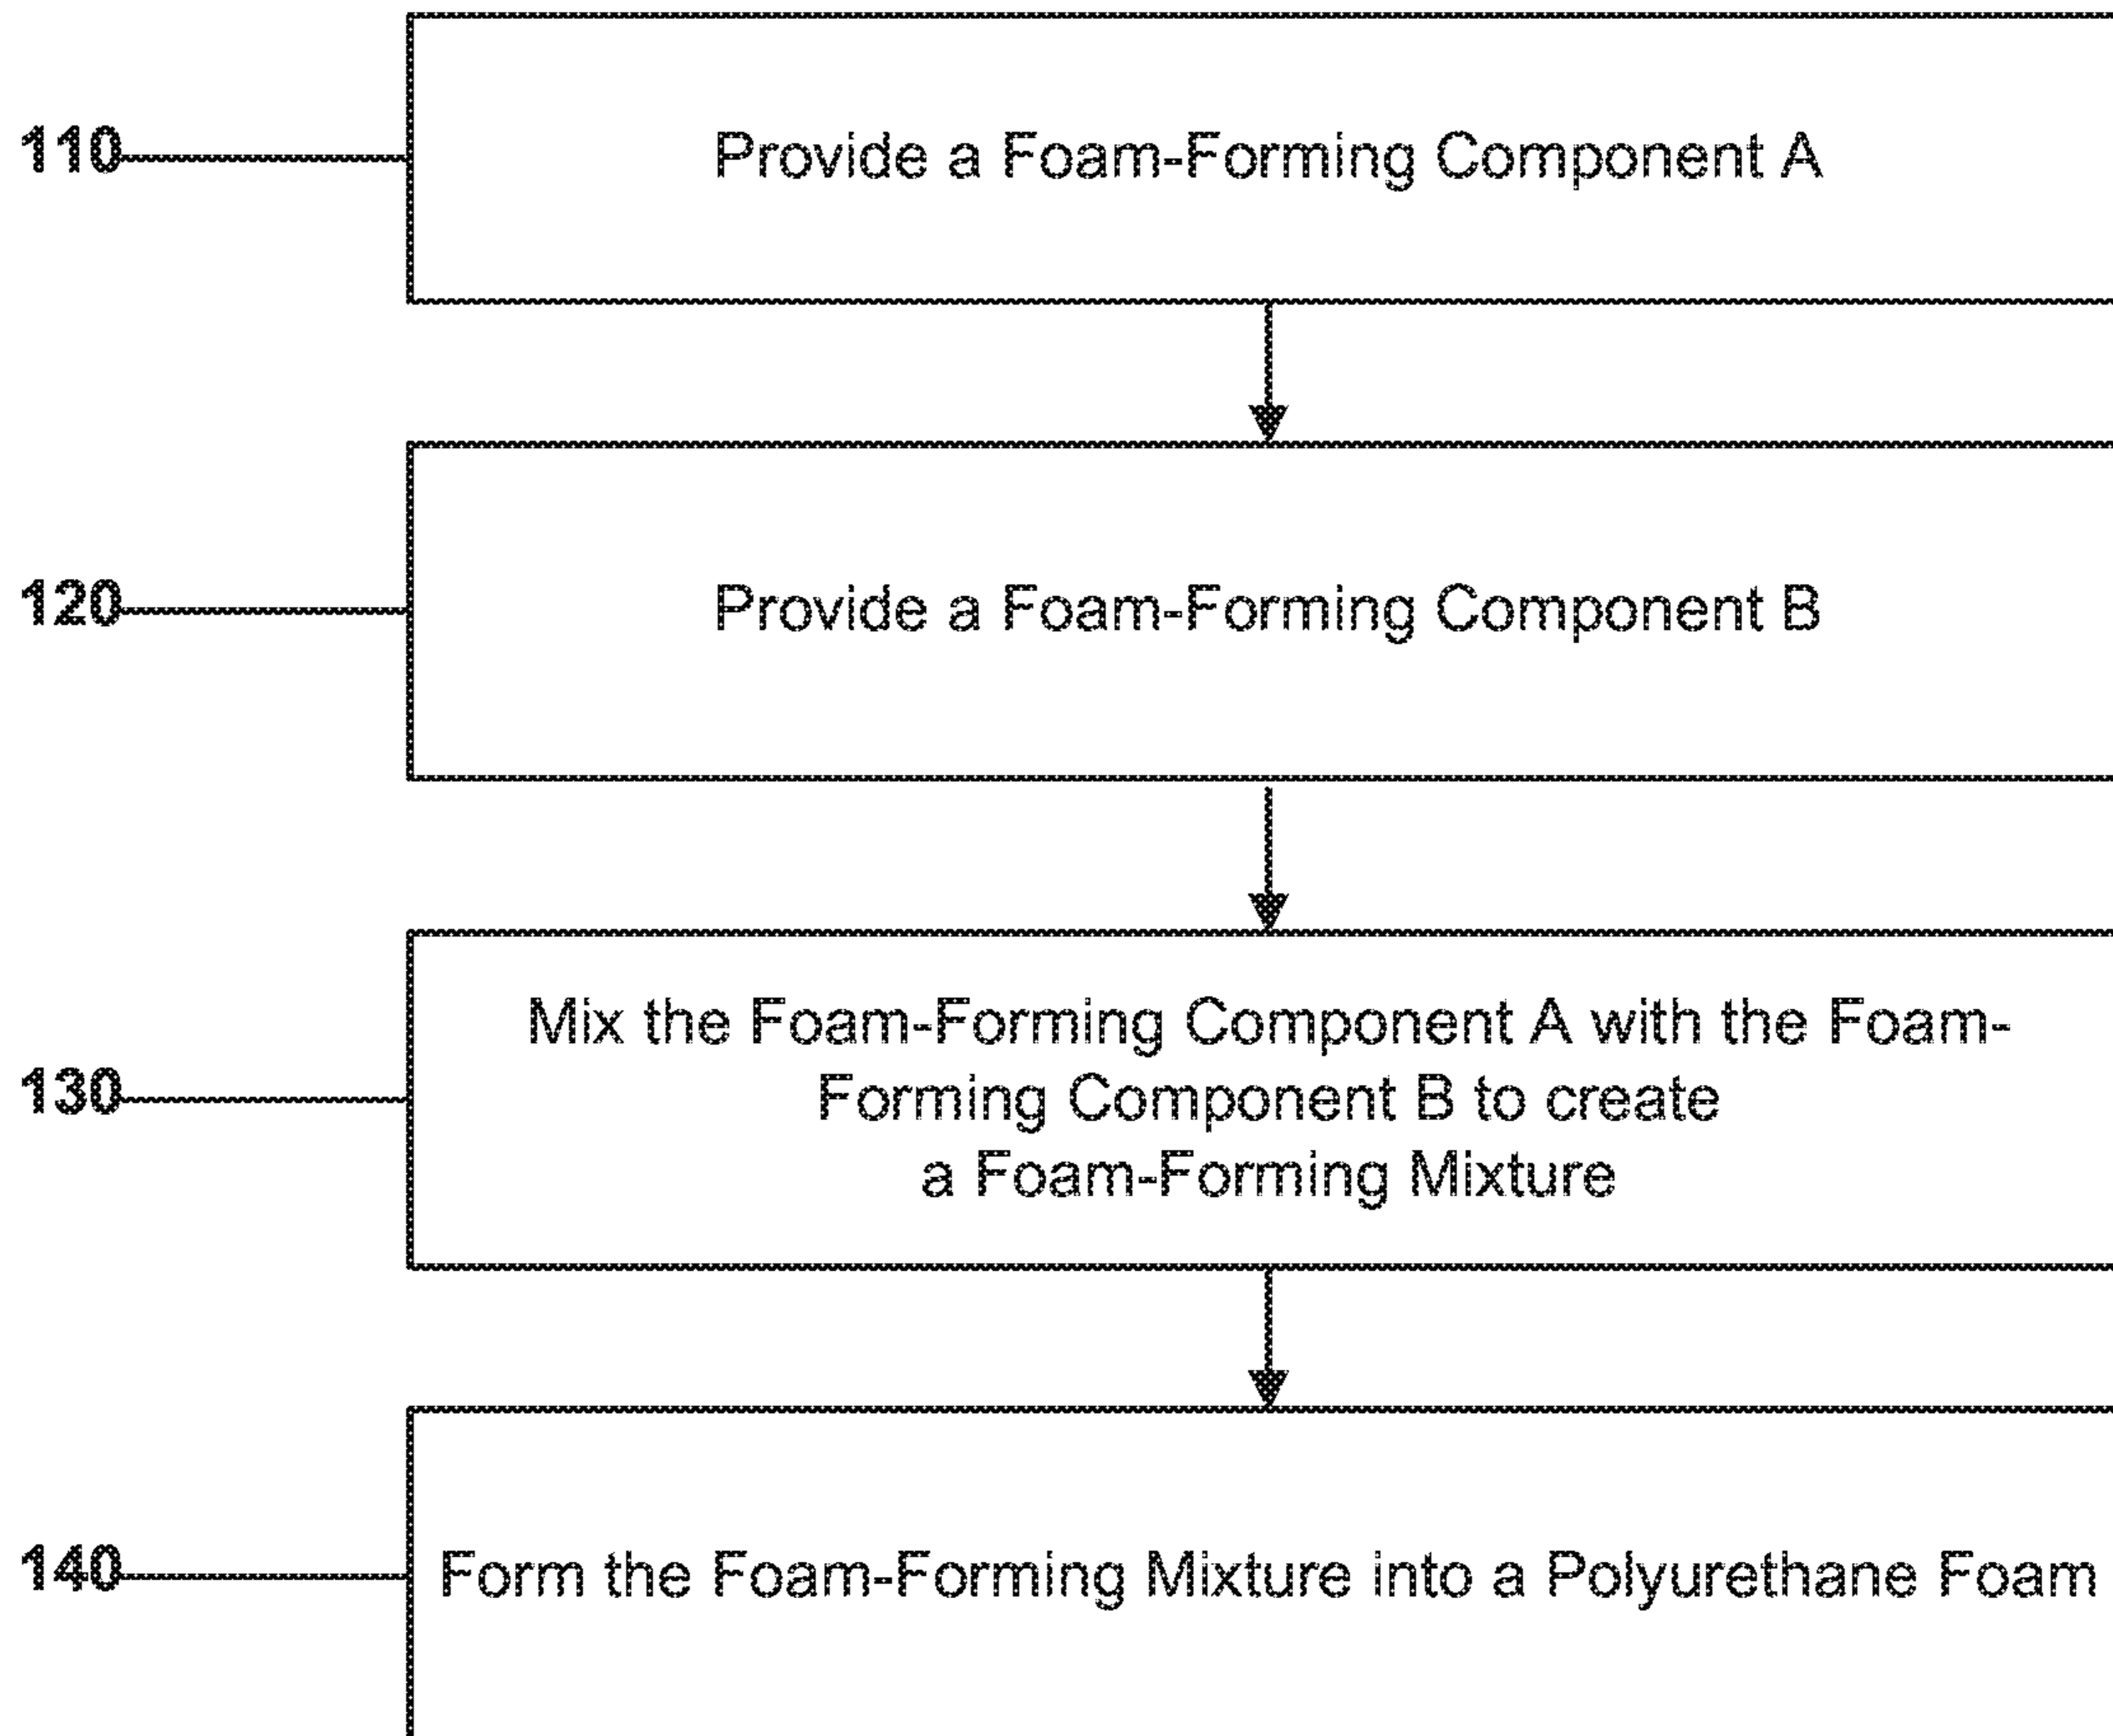 110
Provide a Foam-Forming Component A
120
Provide a Foam-Forming Component B
130
Mix the Foam-Forming Component A with the Foam-
Forming Component B to create
a Foam-Forming Mixture
140
Form the Foam-Forming Mixture into a Polyurethane Foam